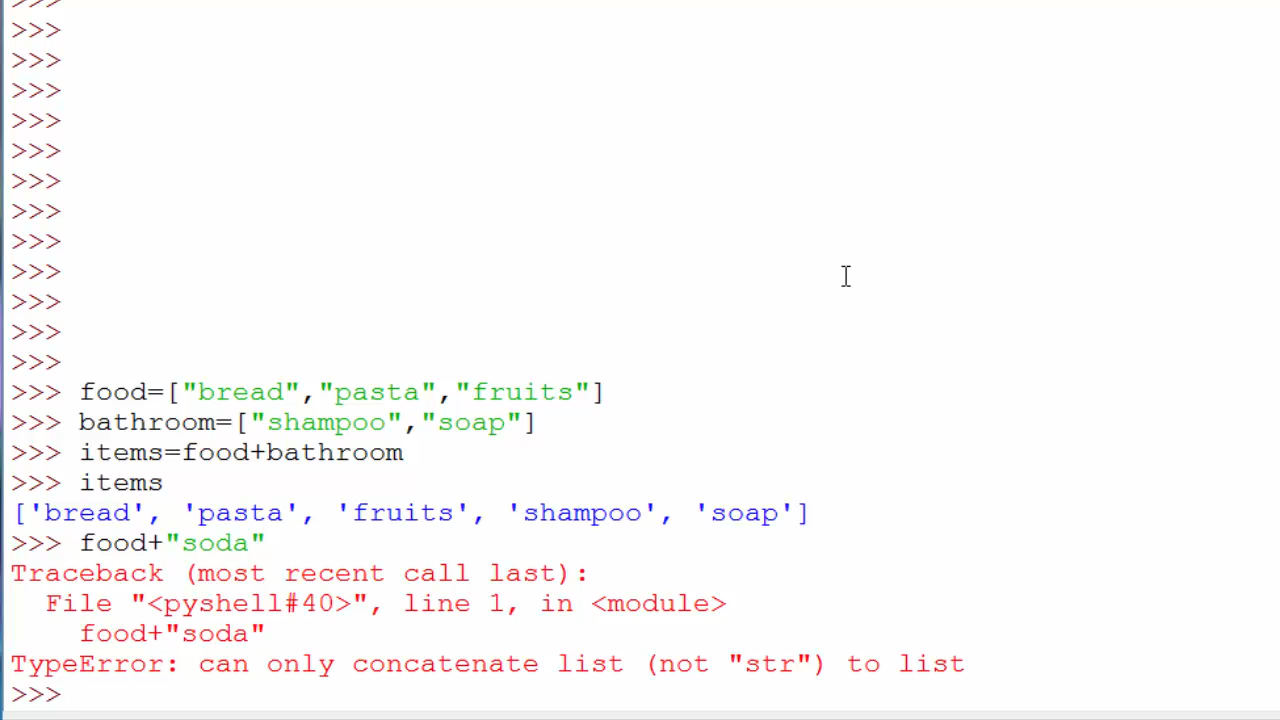 >>>
>>>
>>>
>>>
>>>
>>>
>>>
>>>
>>>
>>>
>>>
>>>
>>>
>>> food=["bread","pasta","fruits"]
>>> bathroom=["shampoo","soap"]
>>> items=food+bathroom
>>> items
['bread', 'pasta', 'fruits', 'shampoo', 'soap']
>>> food+"soda"
Traceback (most recent call last):
  File "<pyshell#40>", line 1, in <module>
    food+"soda"
TypeError: can only concatenate list (not "str") to list
>>>